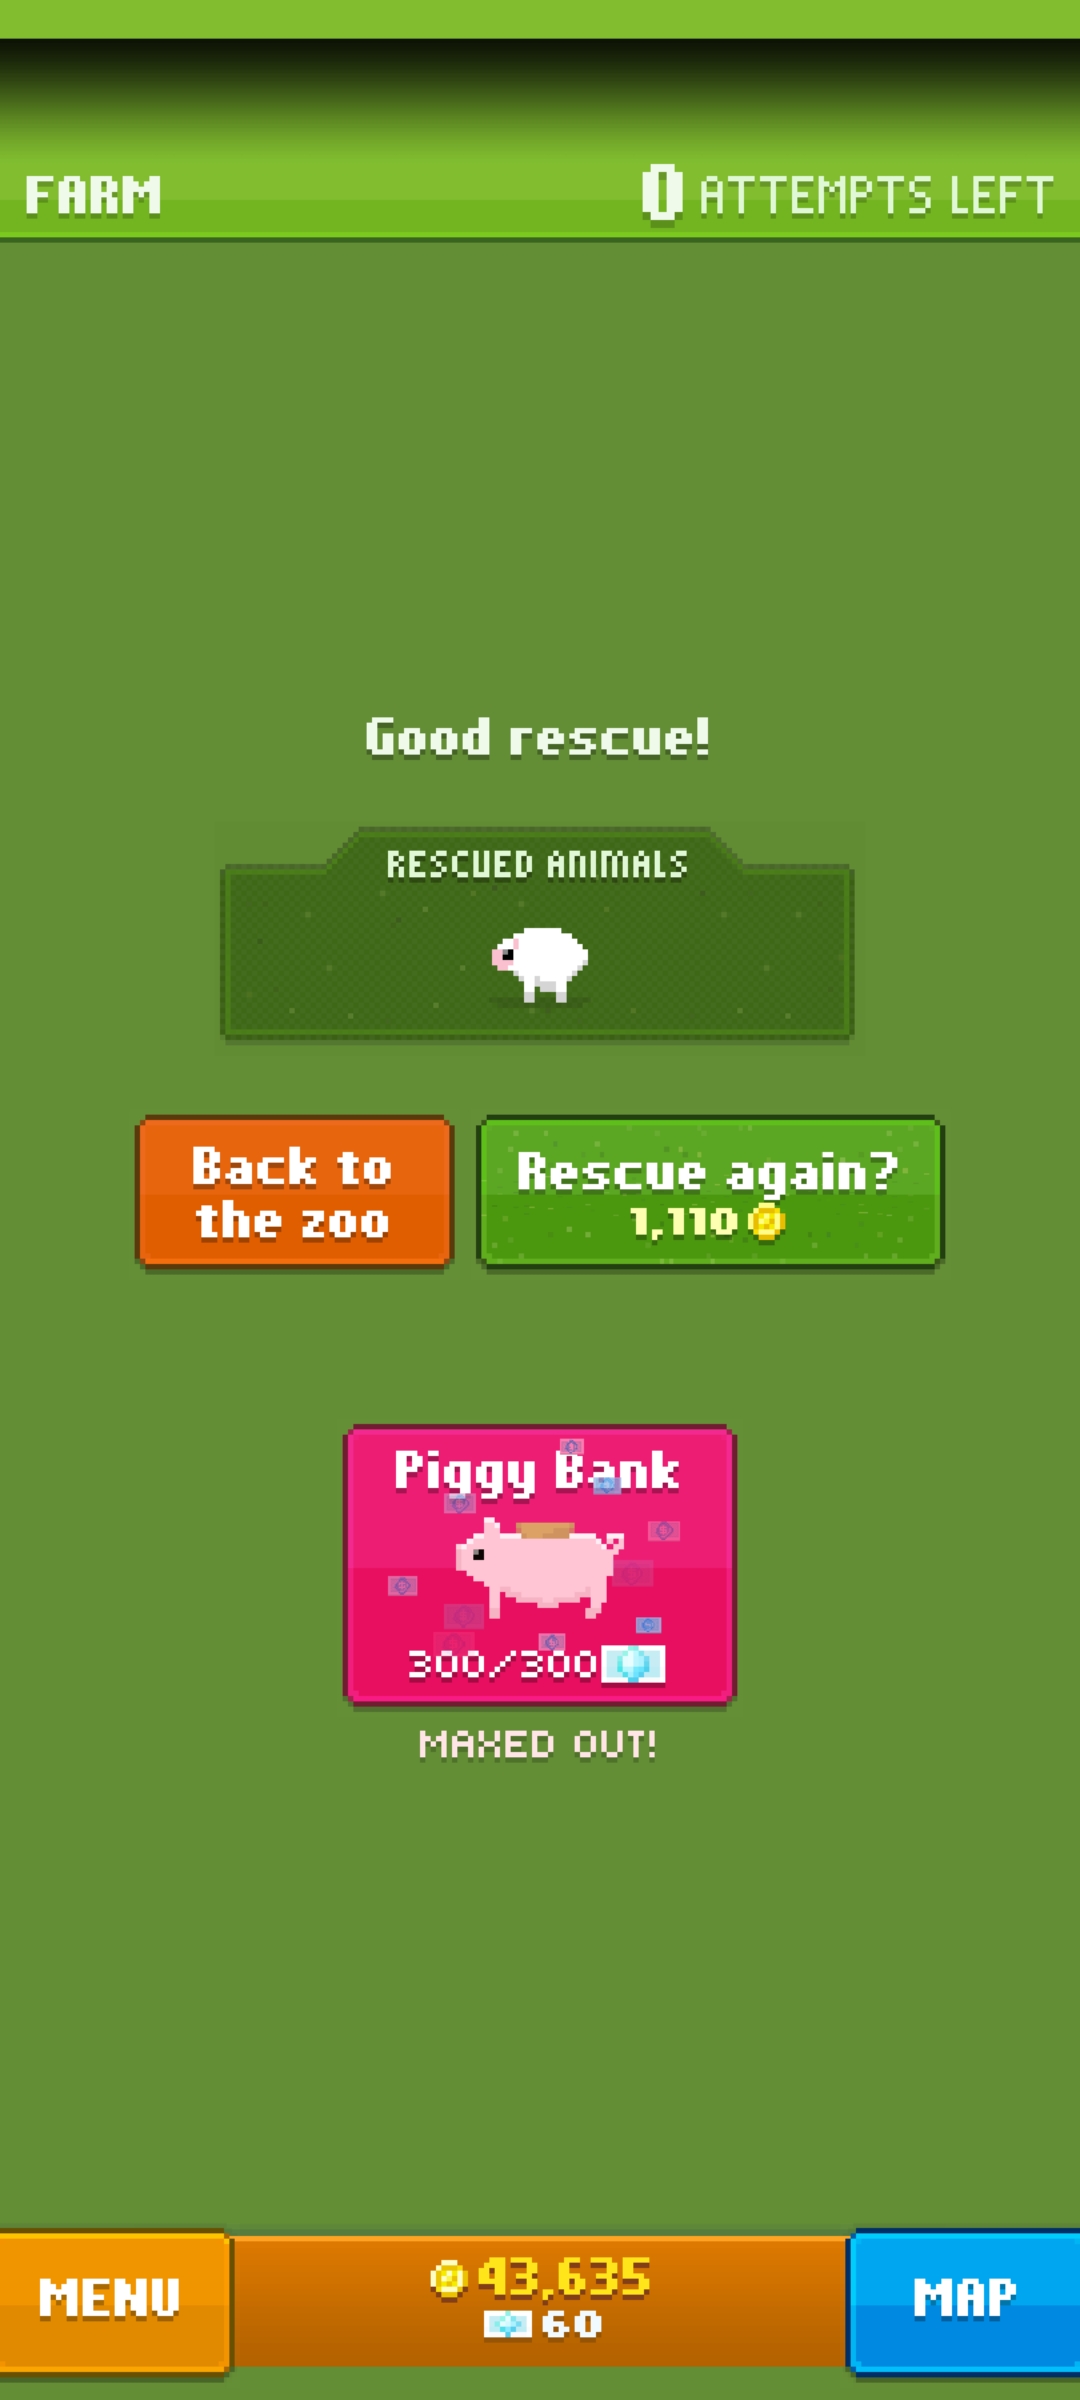 FARM
0 ATTEMPTS LEFT
Good rescue!
RESCUED ANIMALS
Back to
the zoo
Rescue again?
1,110
Piggy Bank
300/300
MAXED OUT!
MENU
43,635
60
MAP